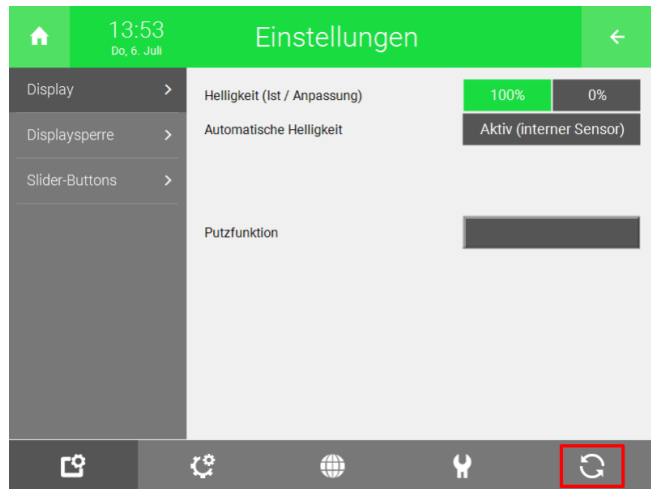 13:53
Do, 6. Juli
Einstellungen
Display
Displaysperre
Slider-Buttons
Helligkeit (Ist / Anpassung)
100%
0%
Automatische Helligkeit
Aktiv (interner Sensor)
Putzfunktion